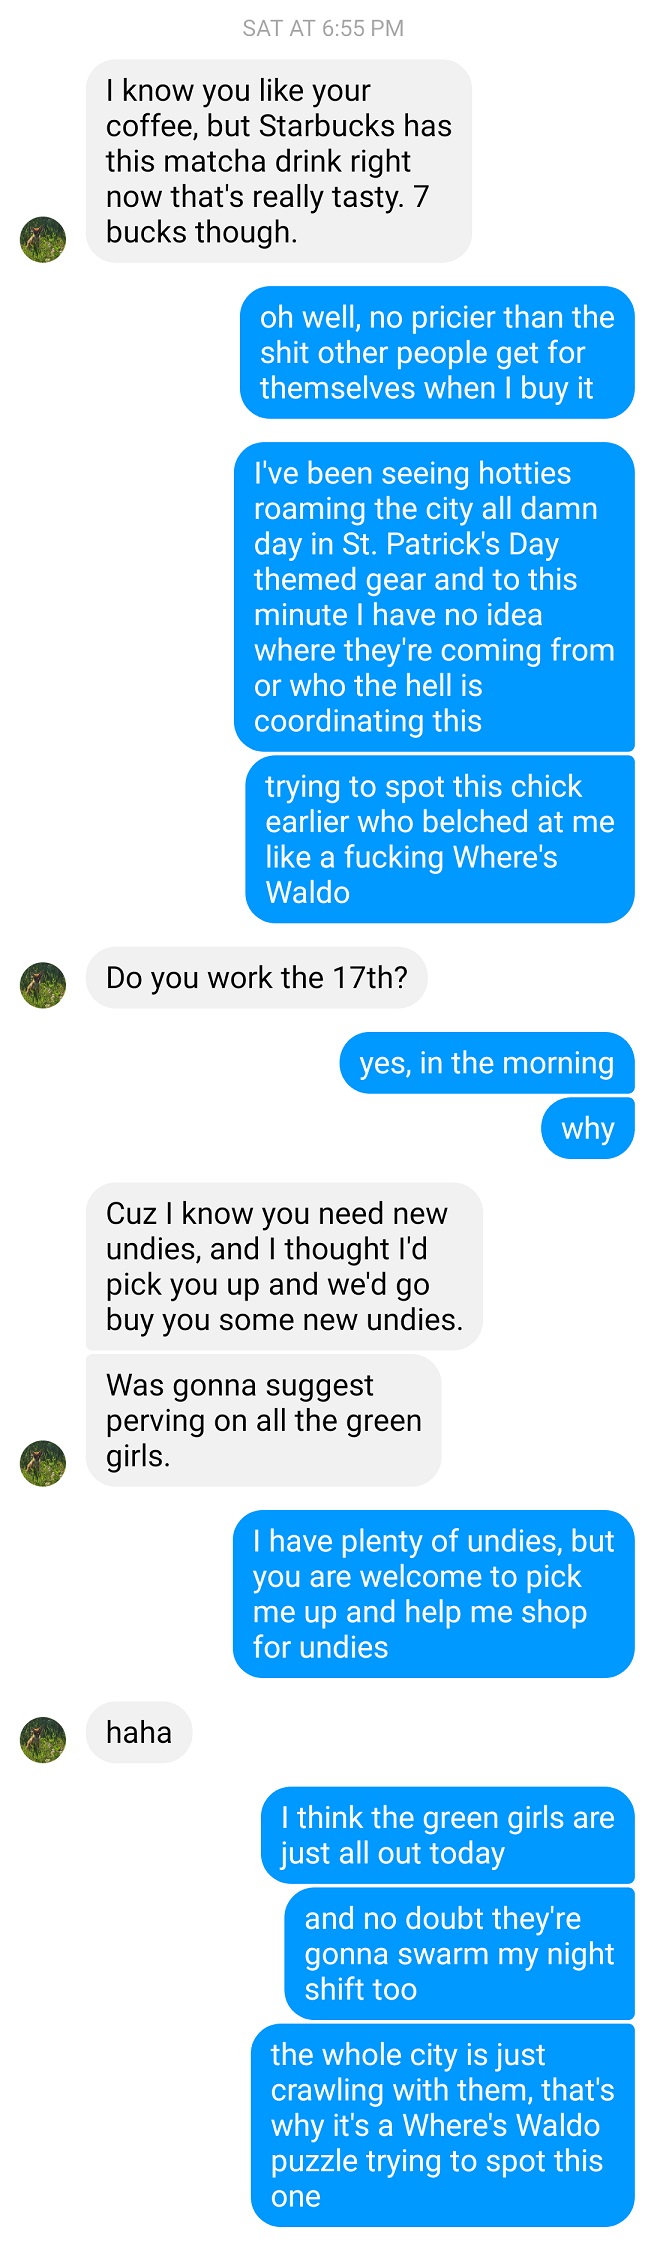 SAT AT 6:55 PM
I know you like your
coffee, but Starbucks has
this matcha drink right
now that's really tasty. 7
bucks though.
oh well, no pricier than the
shit other people get for
themselves when I buy it
I've been seeing hotties
roaming the city all damn
day in St. Patrick's Day
themed gear and to this
minute I have no idea
where they're coming from
or who the hell is
coordinating this
trying to spot this chick
earlier who belched at me
like a fucking Where's
Waldo
Do you work the 17th?
yes, in the morning
why
Cuz I know you need new
undies, and I thought I'd
pick you up and we'd go
buy you some new undies.
Was gonna suggest
perving on all the green
girls.
I have plenty of undies, but
you are welcome to pick
me up and help me shop
for undies
haha
I think the green girls are
just all out today
and no doubt they're
gonna swarm my night
shift too
the whole city is just
crawling with them, that's
why it's a Where's Waldo
puzzle trying to spot this
one